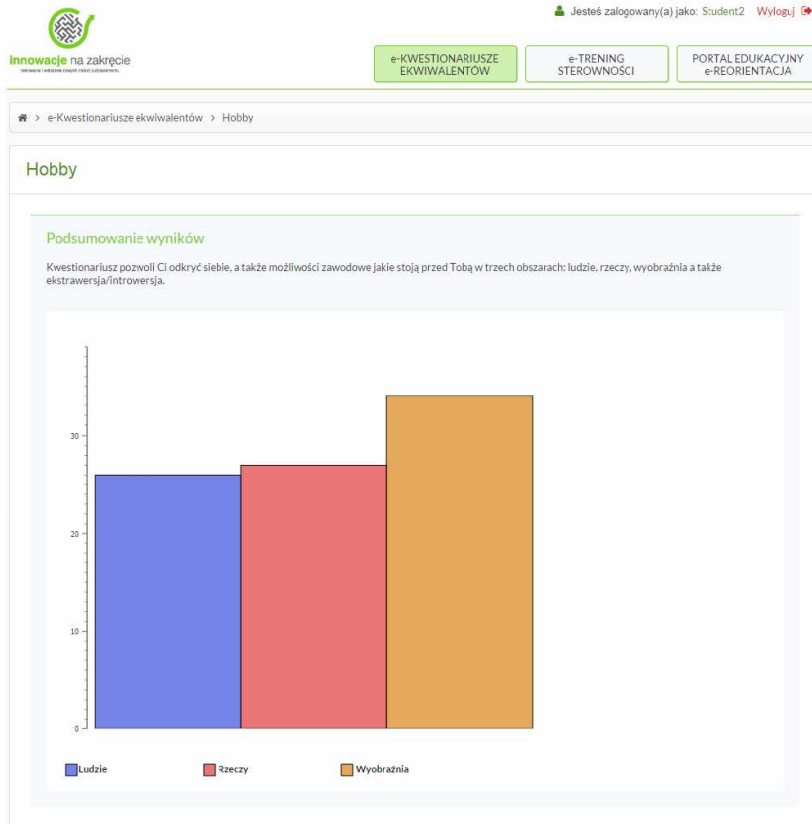 Jesteś zalogowany(a) jako: Student2 Wyloguj
innowacje na zakręcie
e-KWESTIONARIUSZE
EKWIWALENTÓW
e-TRENING
STEROWNOŚCI
PORTAL EDUKACYJNY
e-REORIENTACJA
> e-Kwestionariusze ekwiwalentów > Hobby
Hobby
Podsumowanie wyników
Kwestionariusz pozwoli Ci odkryć siebie, a także możliwości zawodowe jakie stoją przed Tobą w trzech obszarach: ludzie, rzeczy, wyobraźnia a także
ekstrawersja/introwersja.
30
20
10
0
Ludzie Rzeczy Wyobraźnia